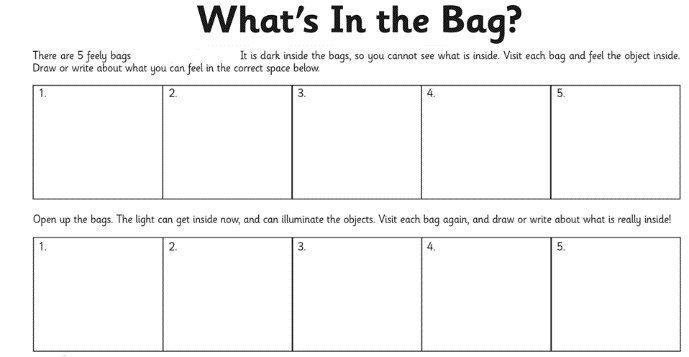 What's In the Bag?
There are 5 feely bags It is dark inside the bags, so you cannot see what is inside. Visit each bag and feel the object inside.
Draw or write about what you can feel in the correct space below.
1. 2. 3. 4. 5.
Open up the bags. The light can get inside now, and can illuminate the objects. Visit each bag again, and draw or write about what is really inside!
1. 2. 3. 4. 5.